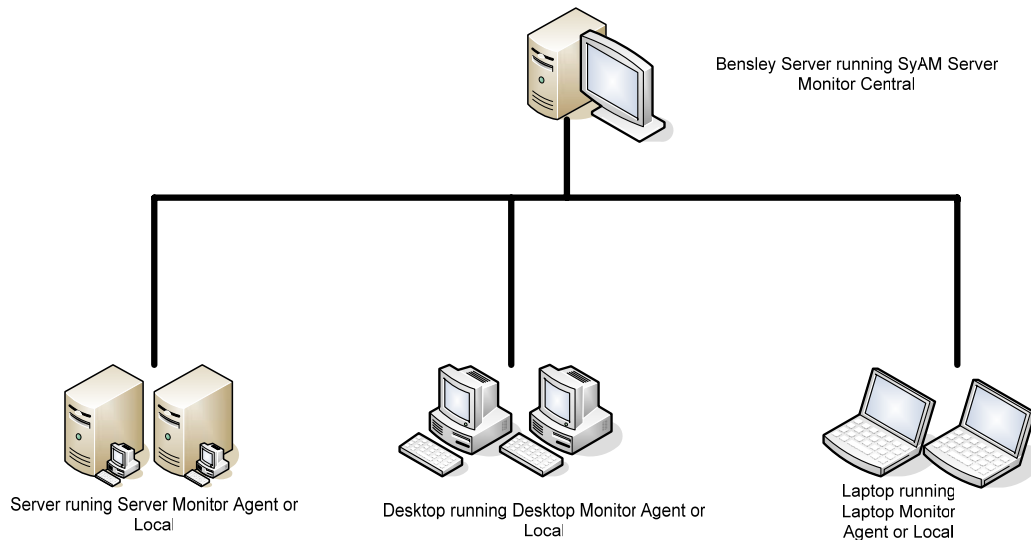 Bensley Server running SyAM Server
Monitor Central
Server runing Server Monitor Agent or
Local
Desktop running Desktop Monitor Agent or
Local
Laptop running
Laptop Monitor
Agent or Local